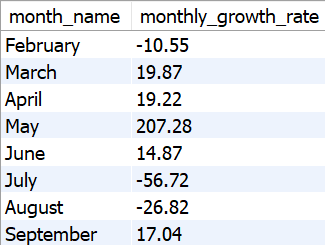 month_name monthly_growth_rate
February -10.55
March 19.87
April 19.22
May 207.28
June 14.87
July -56.72
August -26.82
September 17.04